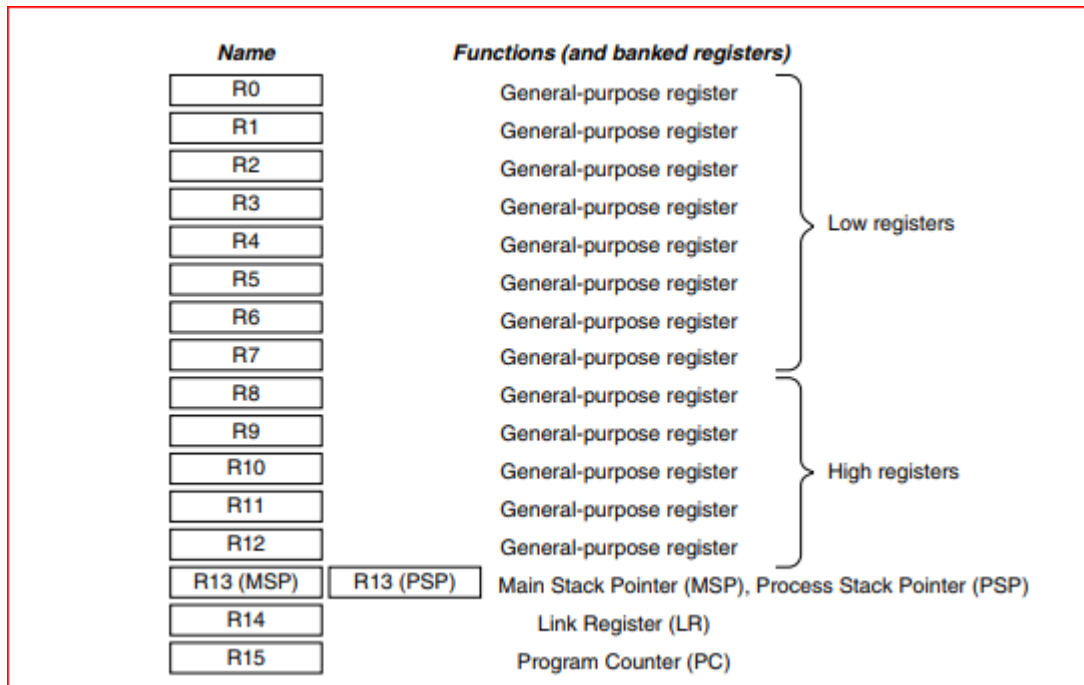 Name Functions (and banked registers)
R0 General-purpose register
R1 General-purpose register
R2 General-purpose register
R3 General-purpose register
Low registers
R4 General-purpose register
R5 General-purpose register
R6 General-purpose register
R7 General-purpose register
R8 General-purpose register
R9 General-purpose register
R10 General-purpose register
High registers
R11 General-purpose register
R12 General-purpose register
R13 (MSP) R13 (PSP) Main Stack Pointer (MSP), Process Stack Pointer (PSP)
R14 Link Register (LR)
R15 Program Counter (PC)